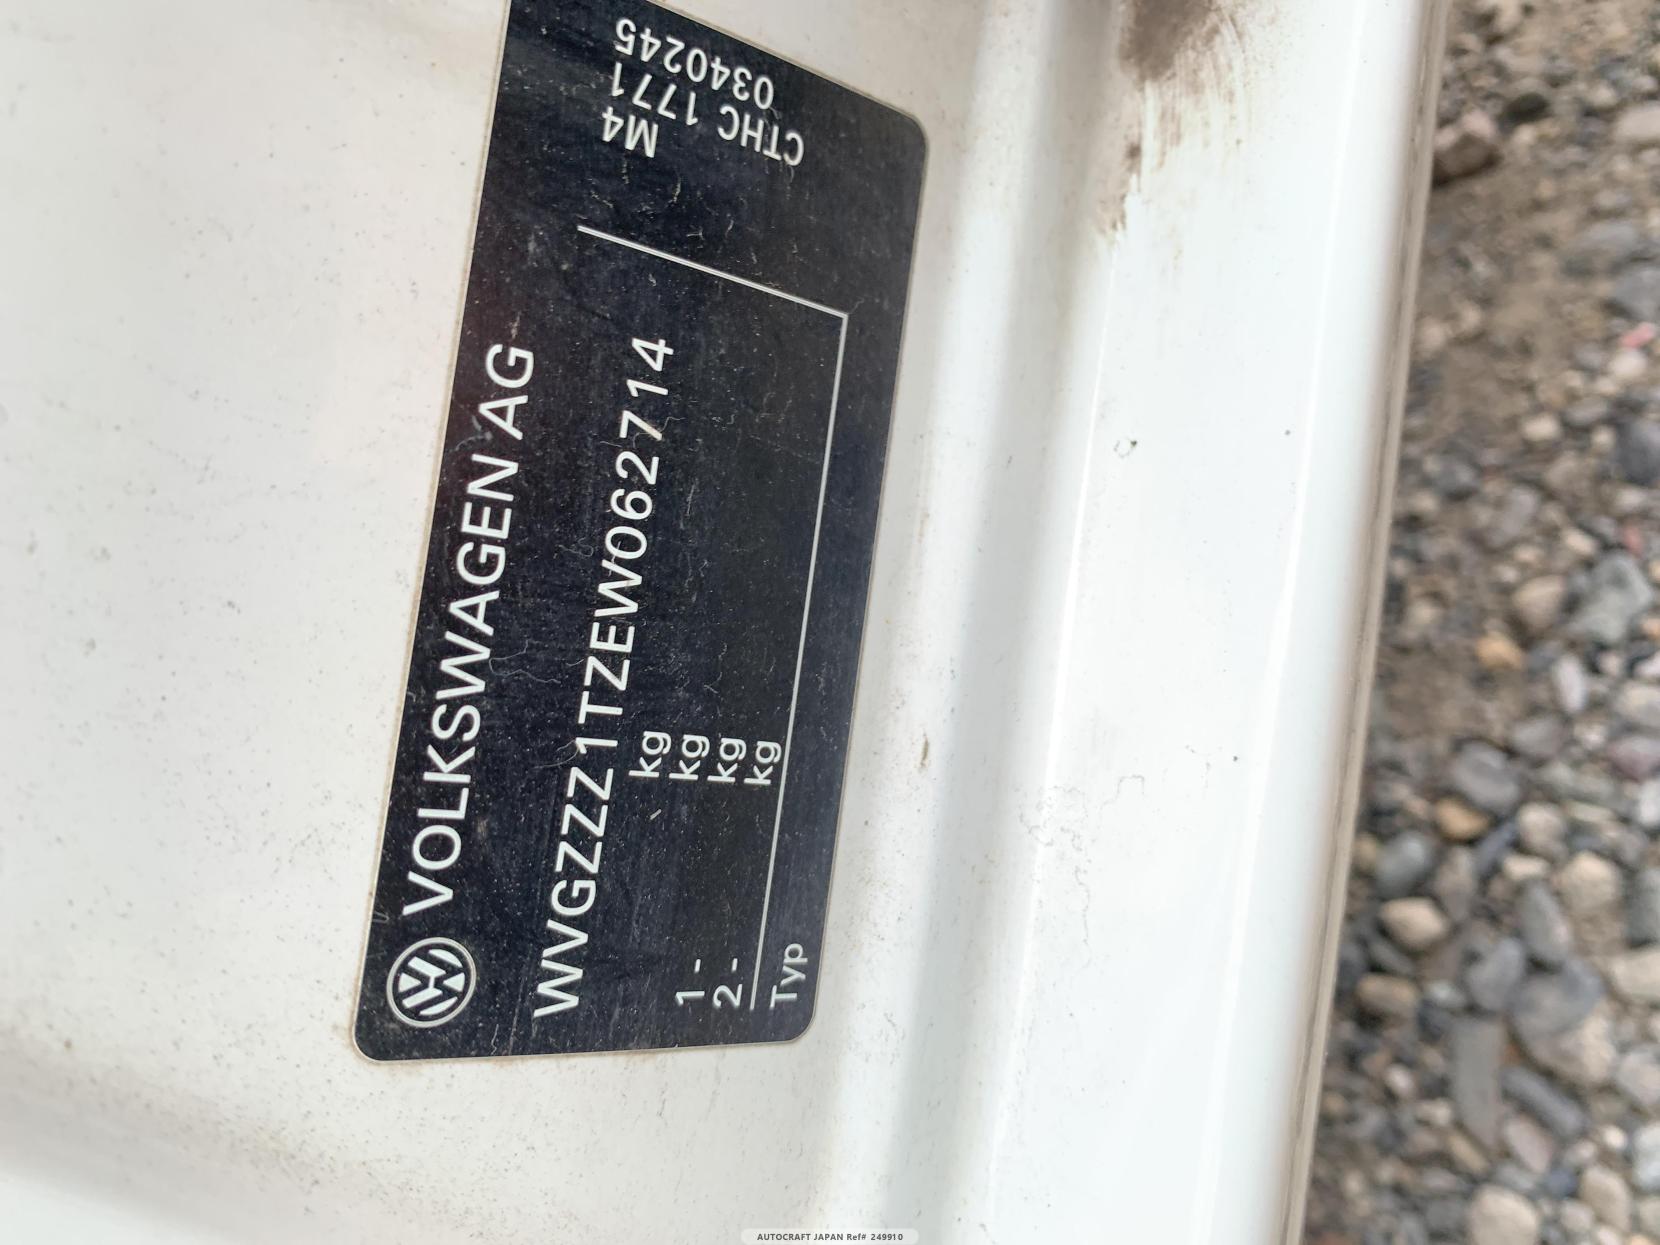 VOLKSWAGEN AG
WVGZZZ1TZEW062714
kg
1- kg
2- kg
kg
Typ
M4
CTHC 1771
0340245
AUTOCRAFT JAPAN Ref# 249910